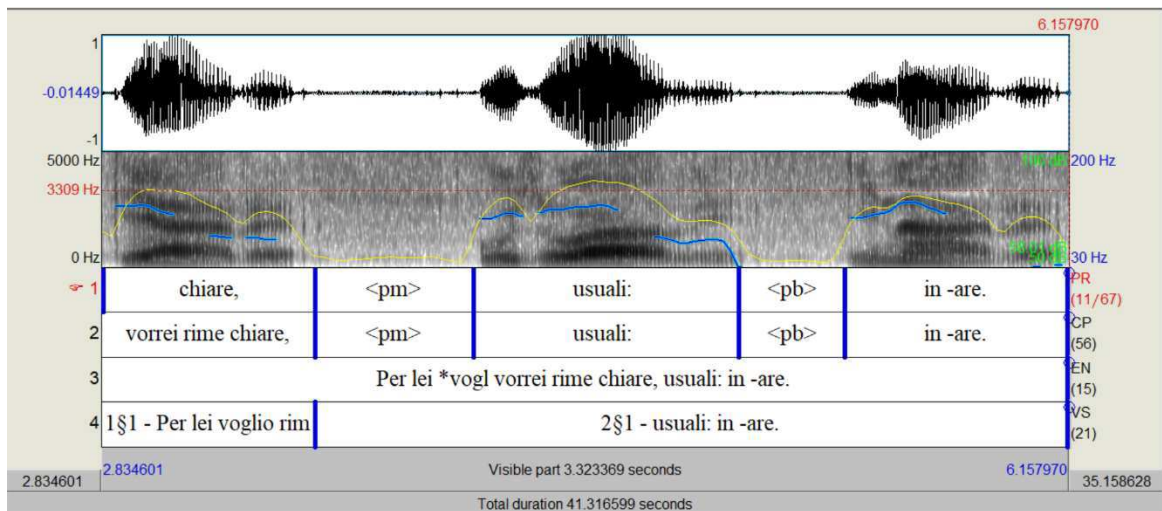 6.157970
1
-0.01449
-1
5000 Hz
200 Hz
3309 Hz
0 Hz
30 Hz
1 chiare, <pm> usuali: <pb> in -are. PR (11/67)
2 vorrei rime chiare, <pm> usuali: <pb> in -are. CP (56)
3 Per lei *vogl vorrei rime chiare, usuali: in -are. EN (15)
4 1§1 - Per lei voglio rim 2§1 - usuali: in -are. VS (21)
2.834601 Visible part 3.323369 seconds 6.157970
2.834601 35.158628
Total duration 41.316599 seconds